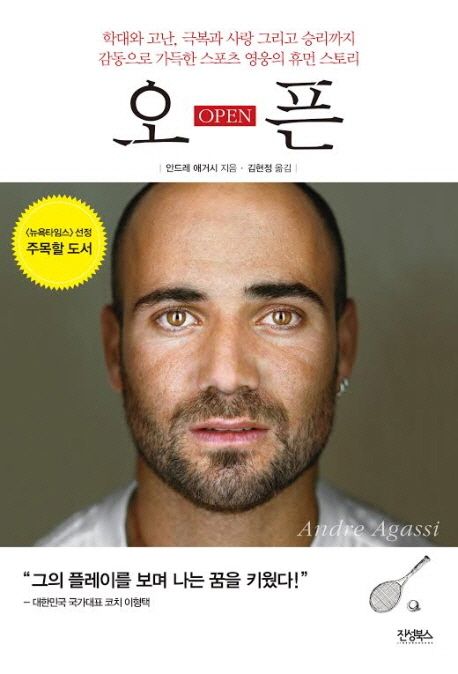 학대와 고난, 극복과 사랑 그리고 승리까지
감동으로 가득한 스포츠 영웅의 휴먼 스토리
오 OPEN 픈
| 안드레 애거시 지음 · 김현정 옮김 |
〈뉴욕타임스〉 선정
주목할 도서
Andre Agassi
“그의 플레이를 보며 나는 꿈을 키웠다!”
– 대한민국 국가대표 코치 이형택
진성북스